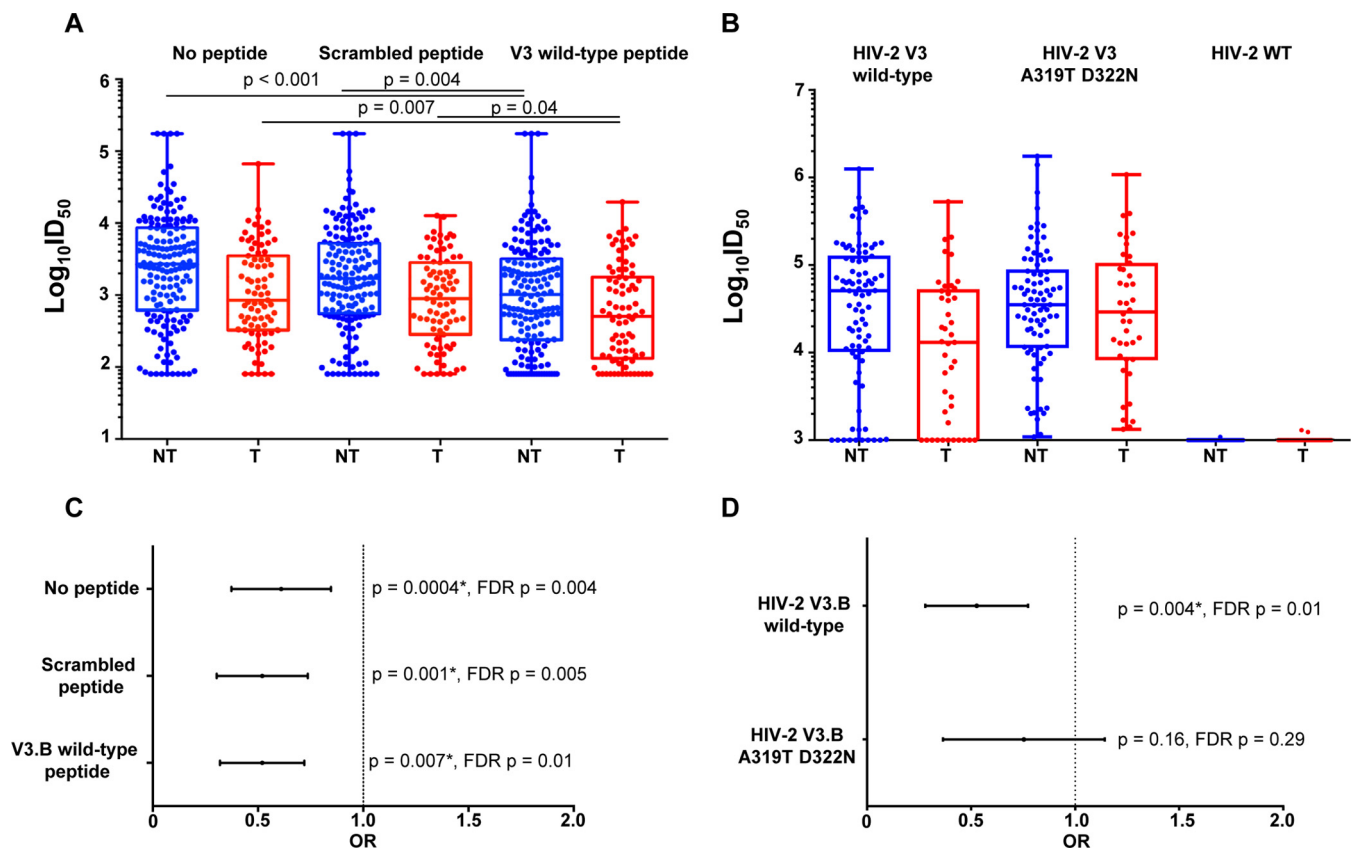 A
No peptide Scrambled peptide V3 wild-type peptide
p < 0.001 p = 0.004
p = 0.007 p = 0.04
Log10ID50
6
5
4
3
2
1
NT T NT T NT T
B
HIV-2 V3 wild-type
HIV-2 V3 A319T D322N
HIV-2 WT
Log10ID50
7
6
5
4
3
NT T NT T NT T
C
No peptide p = 0.0004*, FDR p = 0.004
Scrambled
peptide
p = 0.001*, FDR p = 0.005
V3.B wild-type
peptide
p = 0.007*, FDR p = 0.01
0 0.5 1.0 1.5 2.0
OR
D
HIV-2 V3.B
wild-type
p = 0.004*, FDR p = 0.01
HIV-2 V3.B
A319T D322N
p = 0.16, FDR p = 0.29
0 0.5 1.0 1.5 2.0
OR